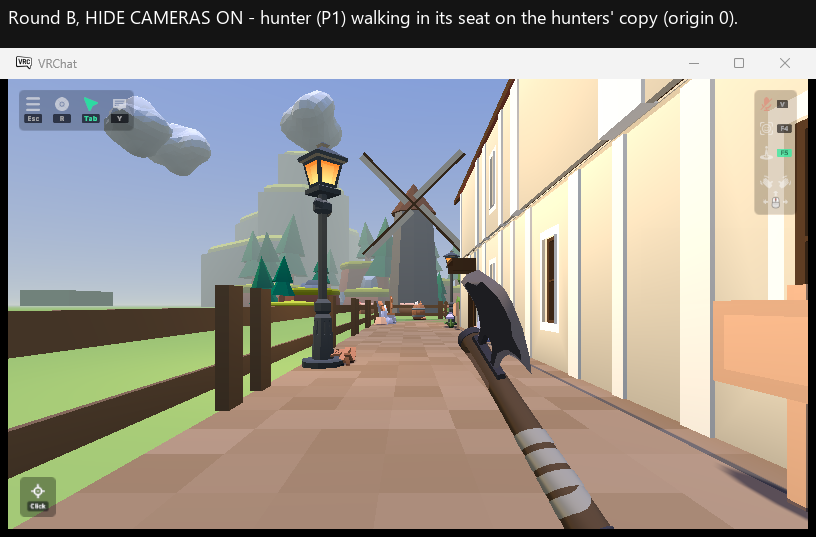 Round B, HIDE CAMERAS ON - hunter (P1) walking in its seat on the hunters' copy (origin 0).
VRC VRChat
Esc R Tab Y
V
F4
F5
Click